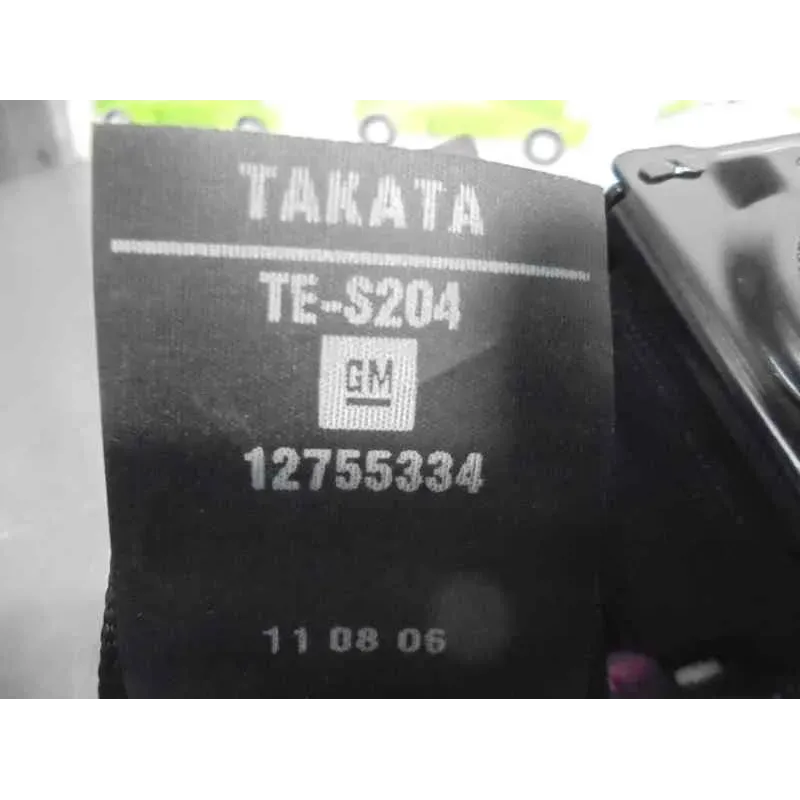 TAKATA
TE-S204
GM
12755334
11 08 06